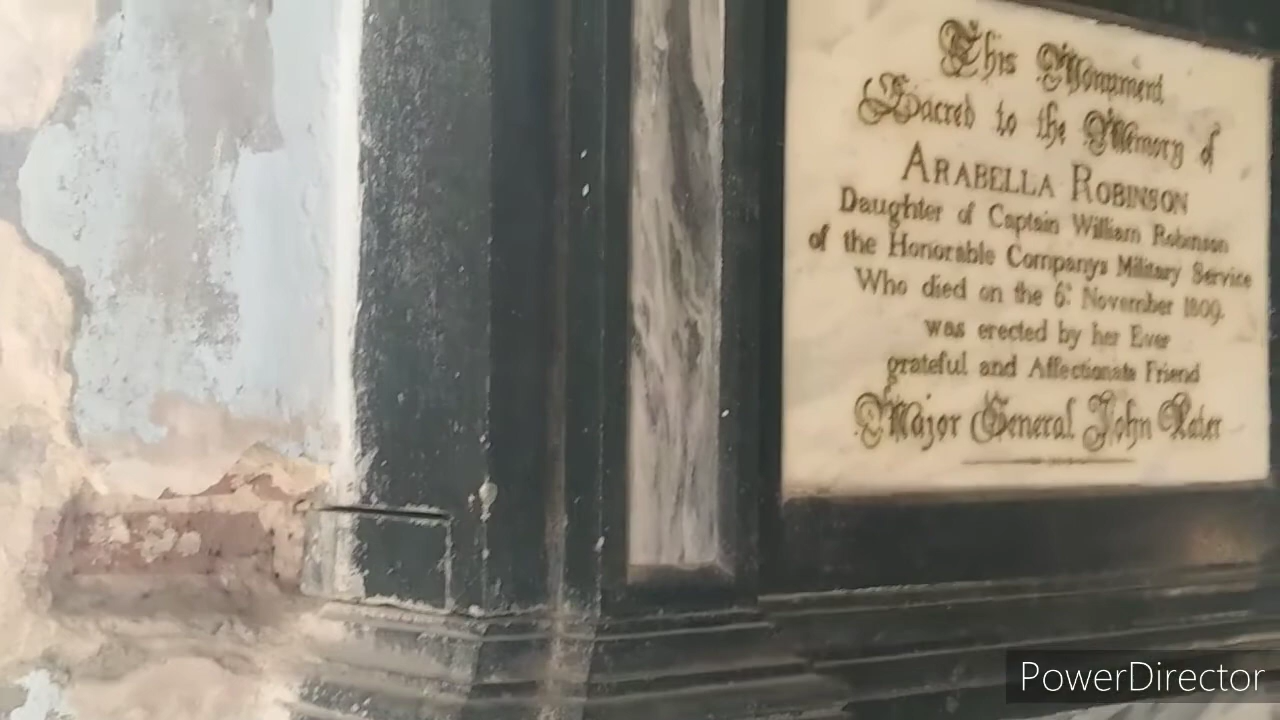 This Monument
Sacred to the Memory of
ARABELLA ROBINSON
Daughter of Captain William Robinson
of the Honorable Companys Military Service
Who died on the 6th November 1809.
was erected by her Ever
grateful and Affectionate Friend
Major General John Pater
PowerDirector